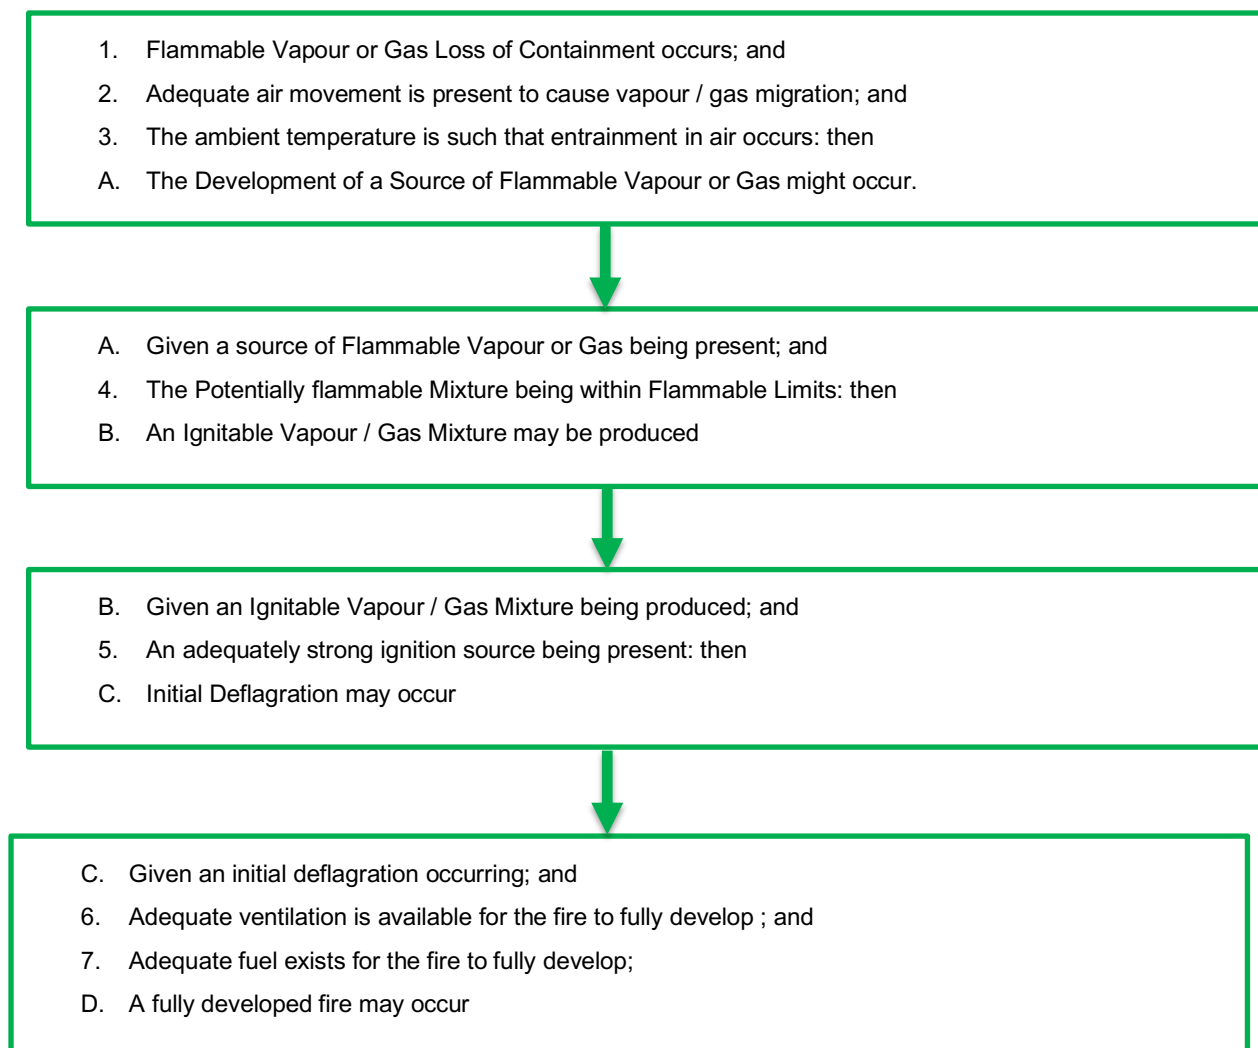 1. Flammable Vapour or Gas Loss of Containment occurs; and
2. Adequate air movement is present to cause vapour / gas migration; and
3. The ambient temperature is such that entrainment in air occurs: then
A. The Development of a Source of Flammable Vapour or Gas might occur.
A. Given a source of Flammable Vapour or Gas being present; and
4. The Potentially flammable Mixture being within Flammable Limits: then
B. An Ignitable Vapour / Gas Mixture may be produced
B. Given an Ignitable Vapour / Gas Mixture being produced; and
5. An adequately strong ignition source being present: then
C. Initial Deflagration may occur
C. Given an initial deflagration occurring; and
6. Adequate ventilation is available for the fire to fully develop ; and
7. Adequate fuel exists for the fire to fully develop;
D. A fully developed fire may occur